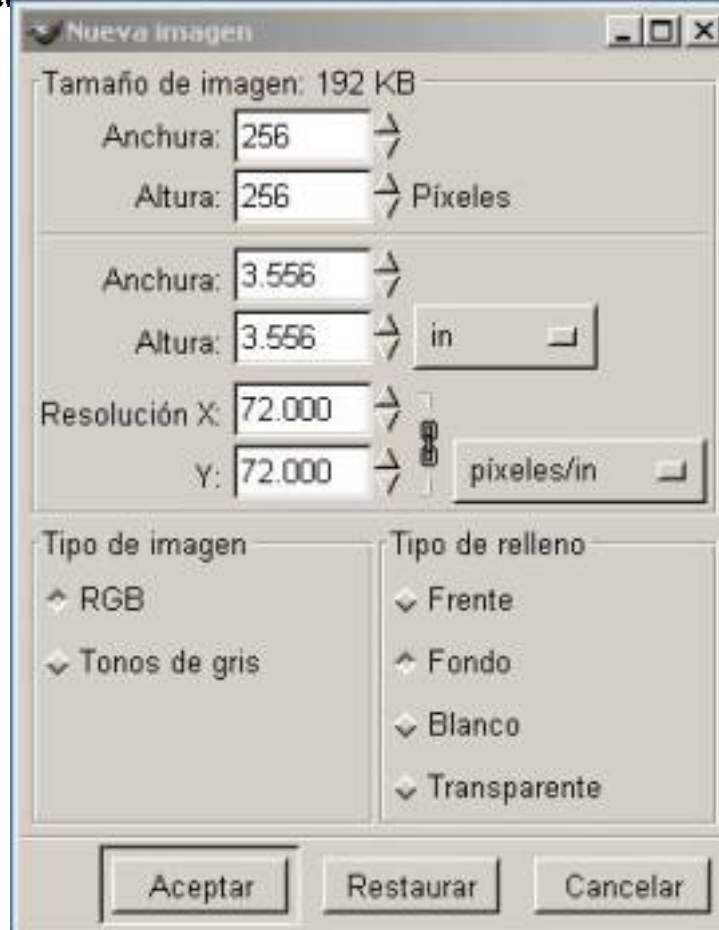 Nueva imagen
Tamaño de imagen: 192 KB
Anchura: 256
Altura: 256 Píxeles
Anchura: 3.556
Altura: 3.556 in
Resolución X: 72.000
Y: 72.000 pixeles/in
Tipo de imagen
RGB
Tonos de gris
Tipo de relleno
Frente
Fondo
Blanco
Transparente
Aceptar Restaurar Cancelar